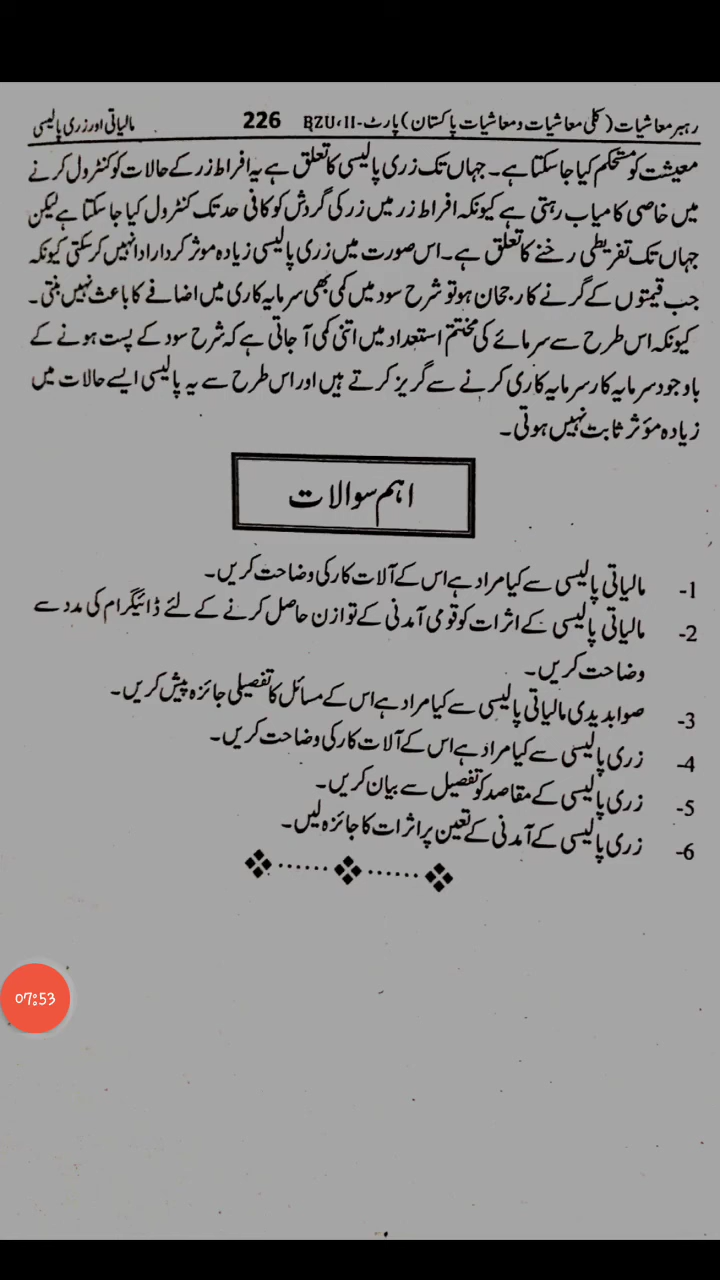 رہبر معاشیات (کلی معاشیات و معاشیات پاکستان) پارٹ-BZU، II 226 مالیاتی اور زری پالیسی
معیشت کو مستحکم کیا جا سکتا ہے۔ جہاں تک زری پالیسی کا تعلق ہے یہ افراط زر کے حالات کو کنٹرول کرنے
میں خاصی کامیاب رہتی ہے کیونکہ افراط زر میں زر کی گردش کو کافی حد تک کنٹرول کیا جا سکتا ہے لیکن
جہاں تک تفریطی رخنے کا تعلق ہے۔ اس صورت میں زری پالیسی زیادہ موثر کردار ادا نہیں کر سکتی کیونکہ
جب قیمتوں کے گرنے کا رجحان ہو تو شرح سود میں کمی بھی سرمایہ کاری میں اضافے کا باعث نہیں بنتی۔
کیونکہ اس طرح سے سرمائے کی مختتم استعداد میں اتنی کمی آ جاتی ہے کہ شرح سود کے پست ہونے کے
باوجود سرمایہ کار سرمایہ کاری کرنے سے گریز کرتے ہیں اور اس طرح سے یہ پالیسی ایسے حالات میں
زیادہ مؤثر ثابت نہیں ہوتی۔
اہم سوالات
1- مالیاتی پالیسی سے کیا مراد ہے اس کے آلات کار کی وضاحت کریں۔
2- مالیاتی پالیسی کے اثرات کو قومی آمدنی کے توازن حاصل کرنے کے لئے ڈائیگرام کی مدد سے
وضاحت کریں۔
3- صوابدیدی مالیاتی پالیسی سے کیا مراد ہے اس کے مسائل کا تفصیلی جائزہ پیش کریں۔
4- زری پالیسی سے کیا مراد ہے اس کے آلات کار کی وضاحت کریں۔
5- زری پالیسی کے مقاصد کو تفصیل سے بیان کریں۔
6- زری پالیسی کے آمدنی کے تعین پر اثرات کا جائزہ لیں۔
07:53